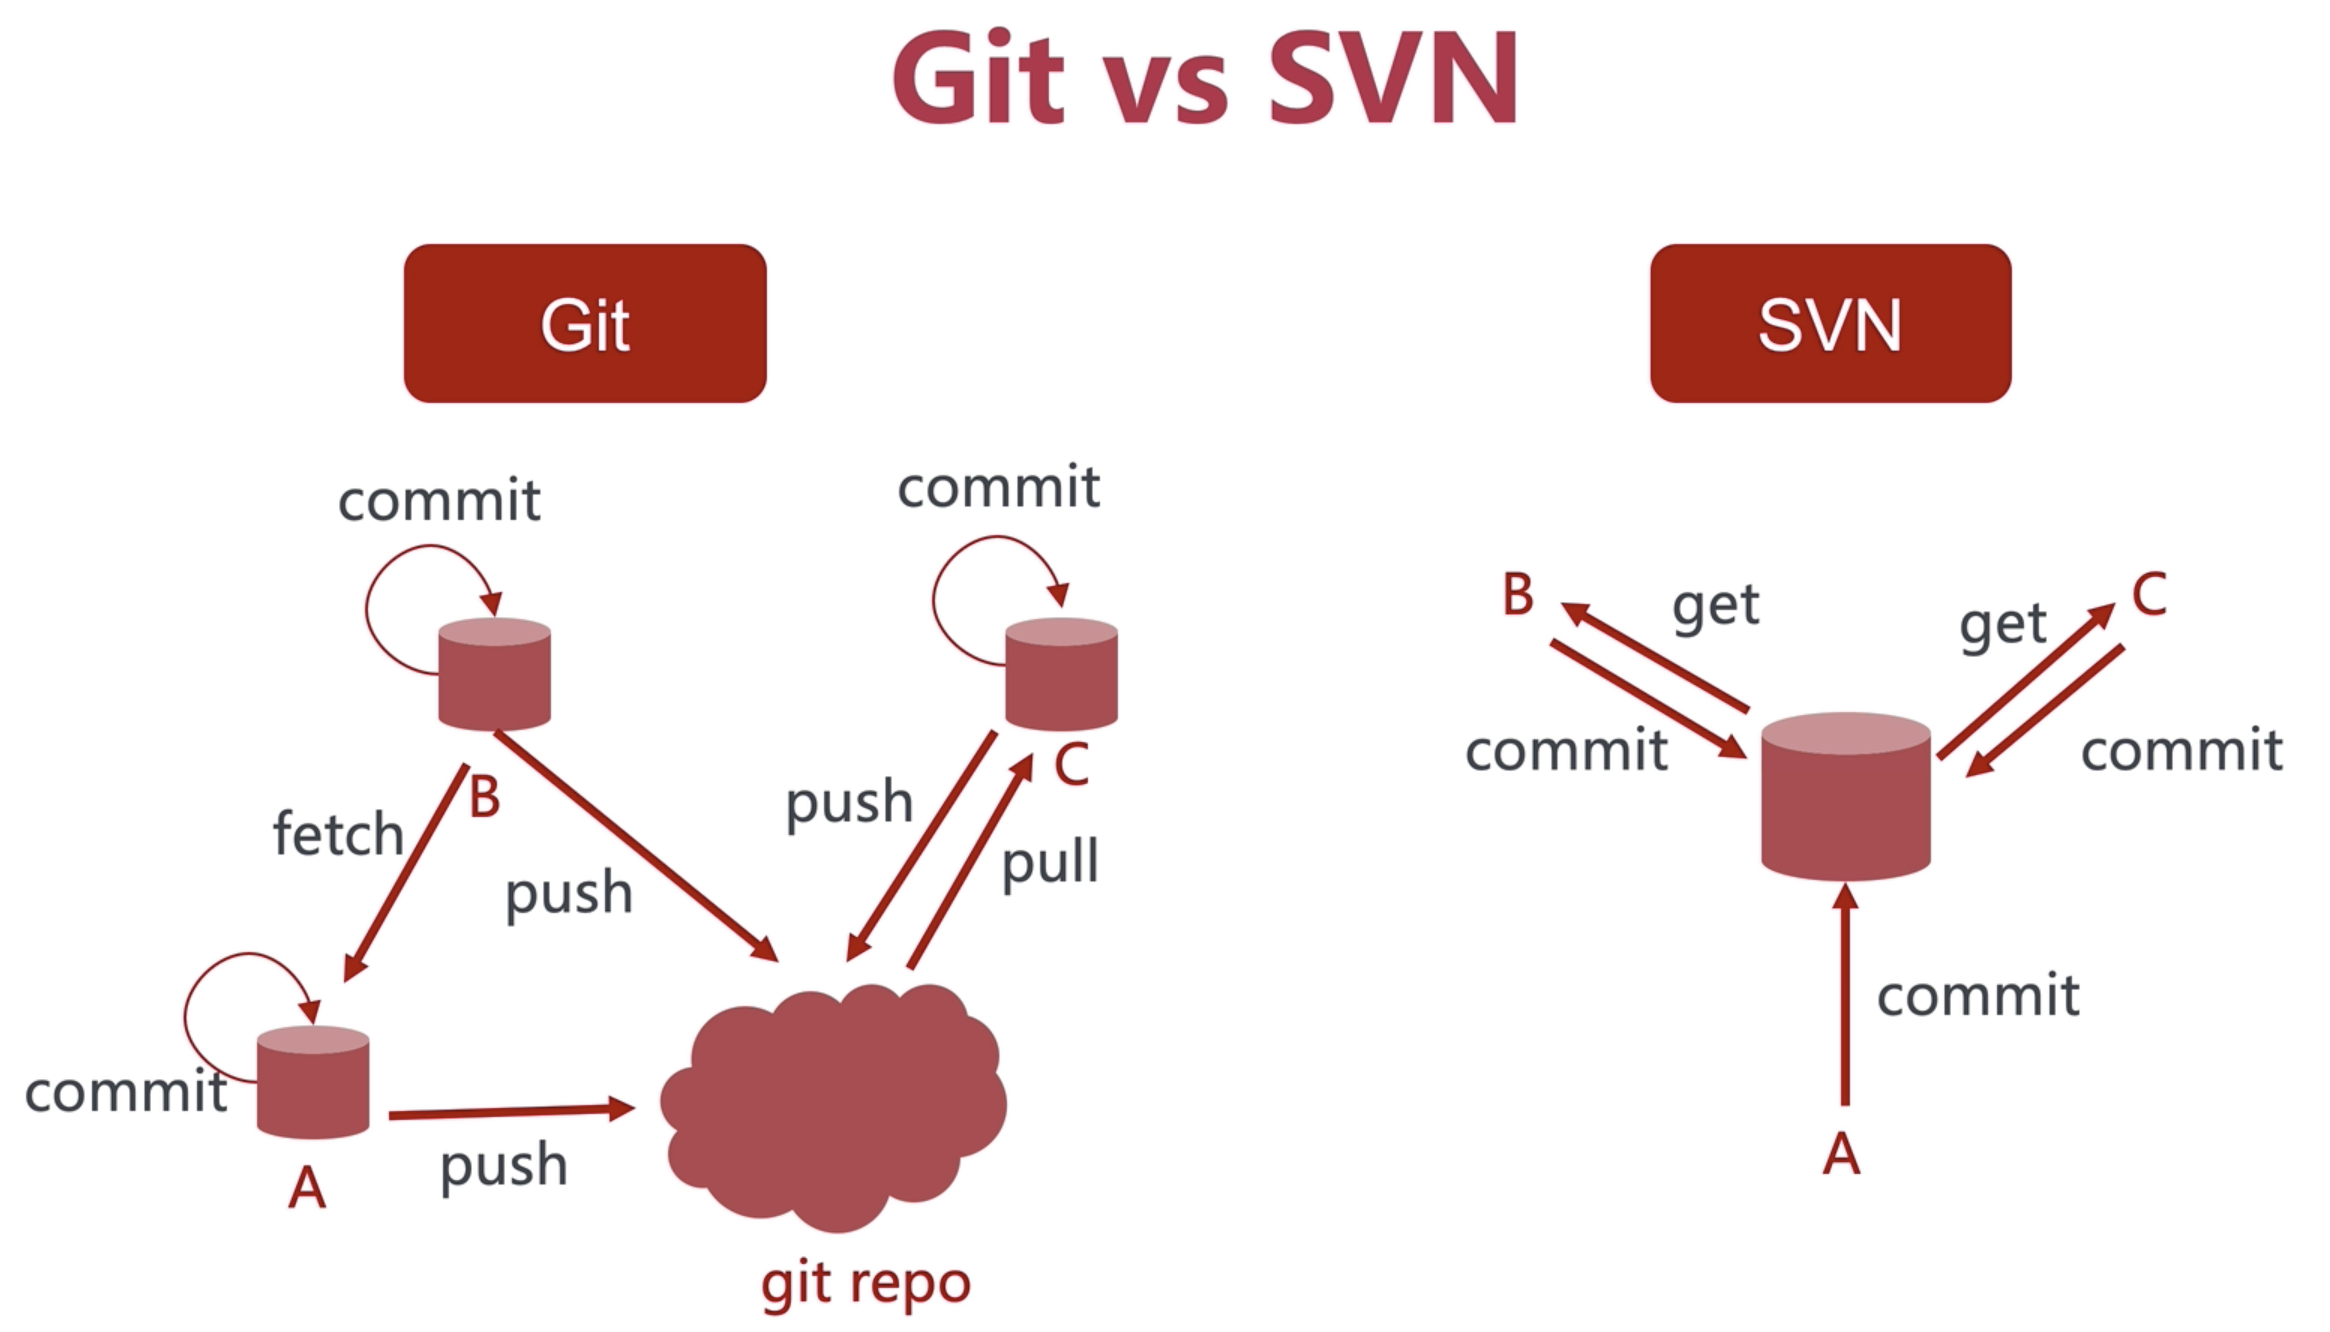 Git vs SVN
Git
SVN
commit
commit
B
get
get
C
commit
commit
fetch
B
push
push
C
pull
commit
A
push
commit
A
git repo